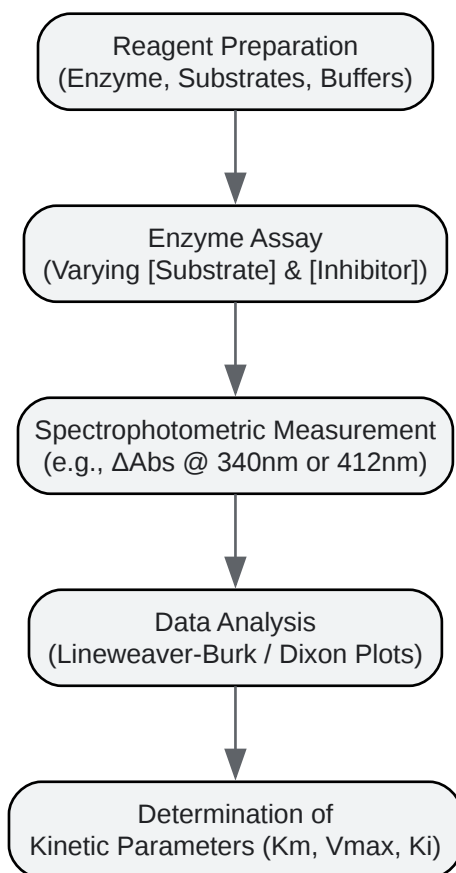 Reagent Preparation
(Enzyme, Substrates, Buffers)
Enzyme Assay
(Varying [Substrate] & [Inhibitor])
Spectrophotometric Measurement
(e.g., ΔAbs @ 340nm or 412nm)
Data Analysis
(Lineweaver-Burk / Dixon Plots)
Determination of
Kinetic Parameters (Km, Vmax, Ki)